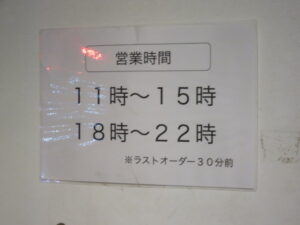 営業時間
１１時～１５時
１８時～２２時
※ラストオーダー３０分前